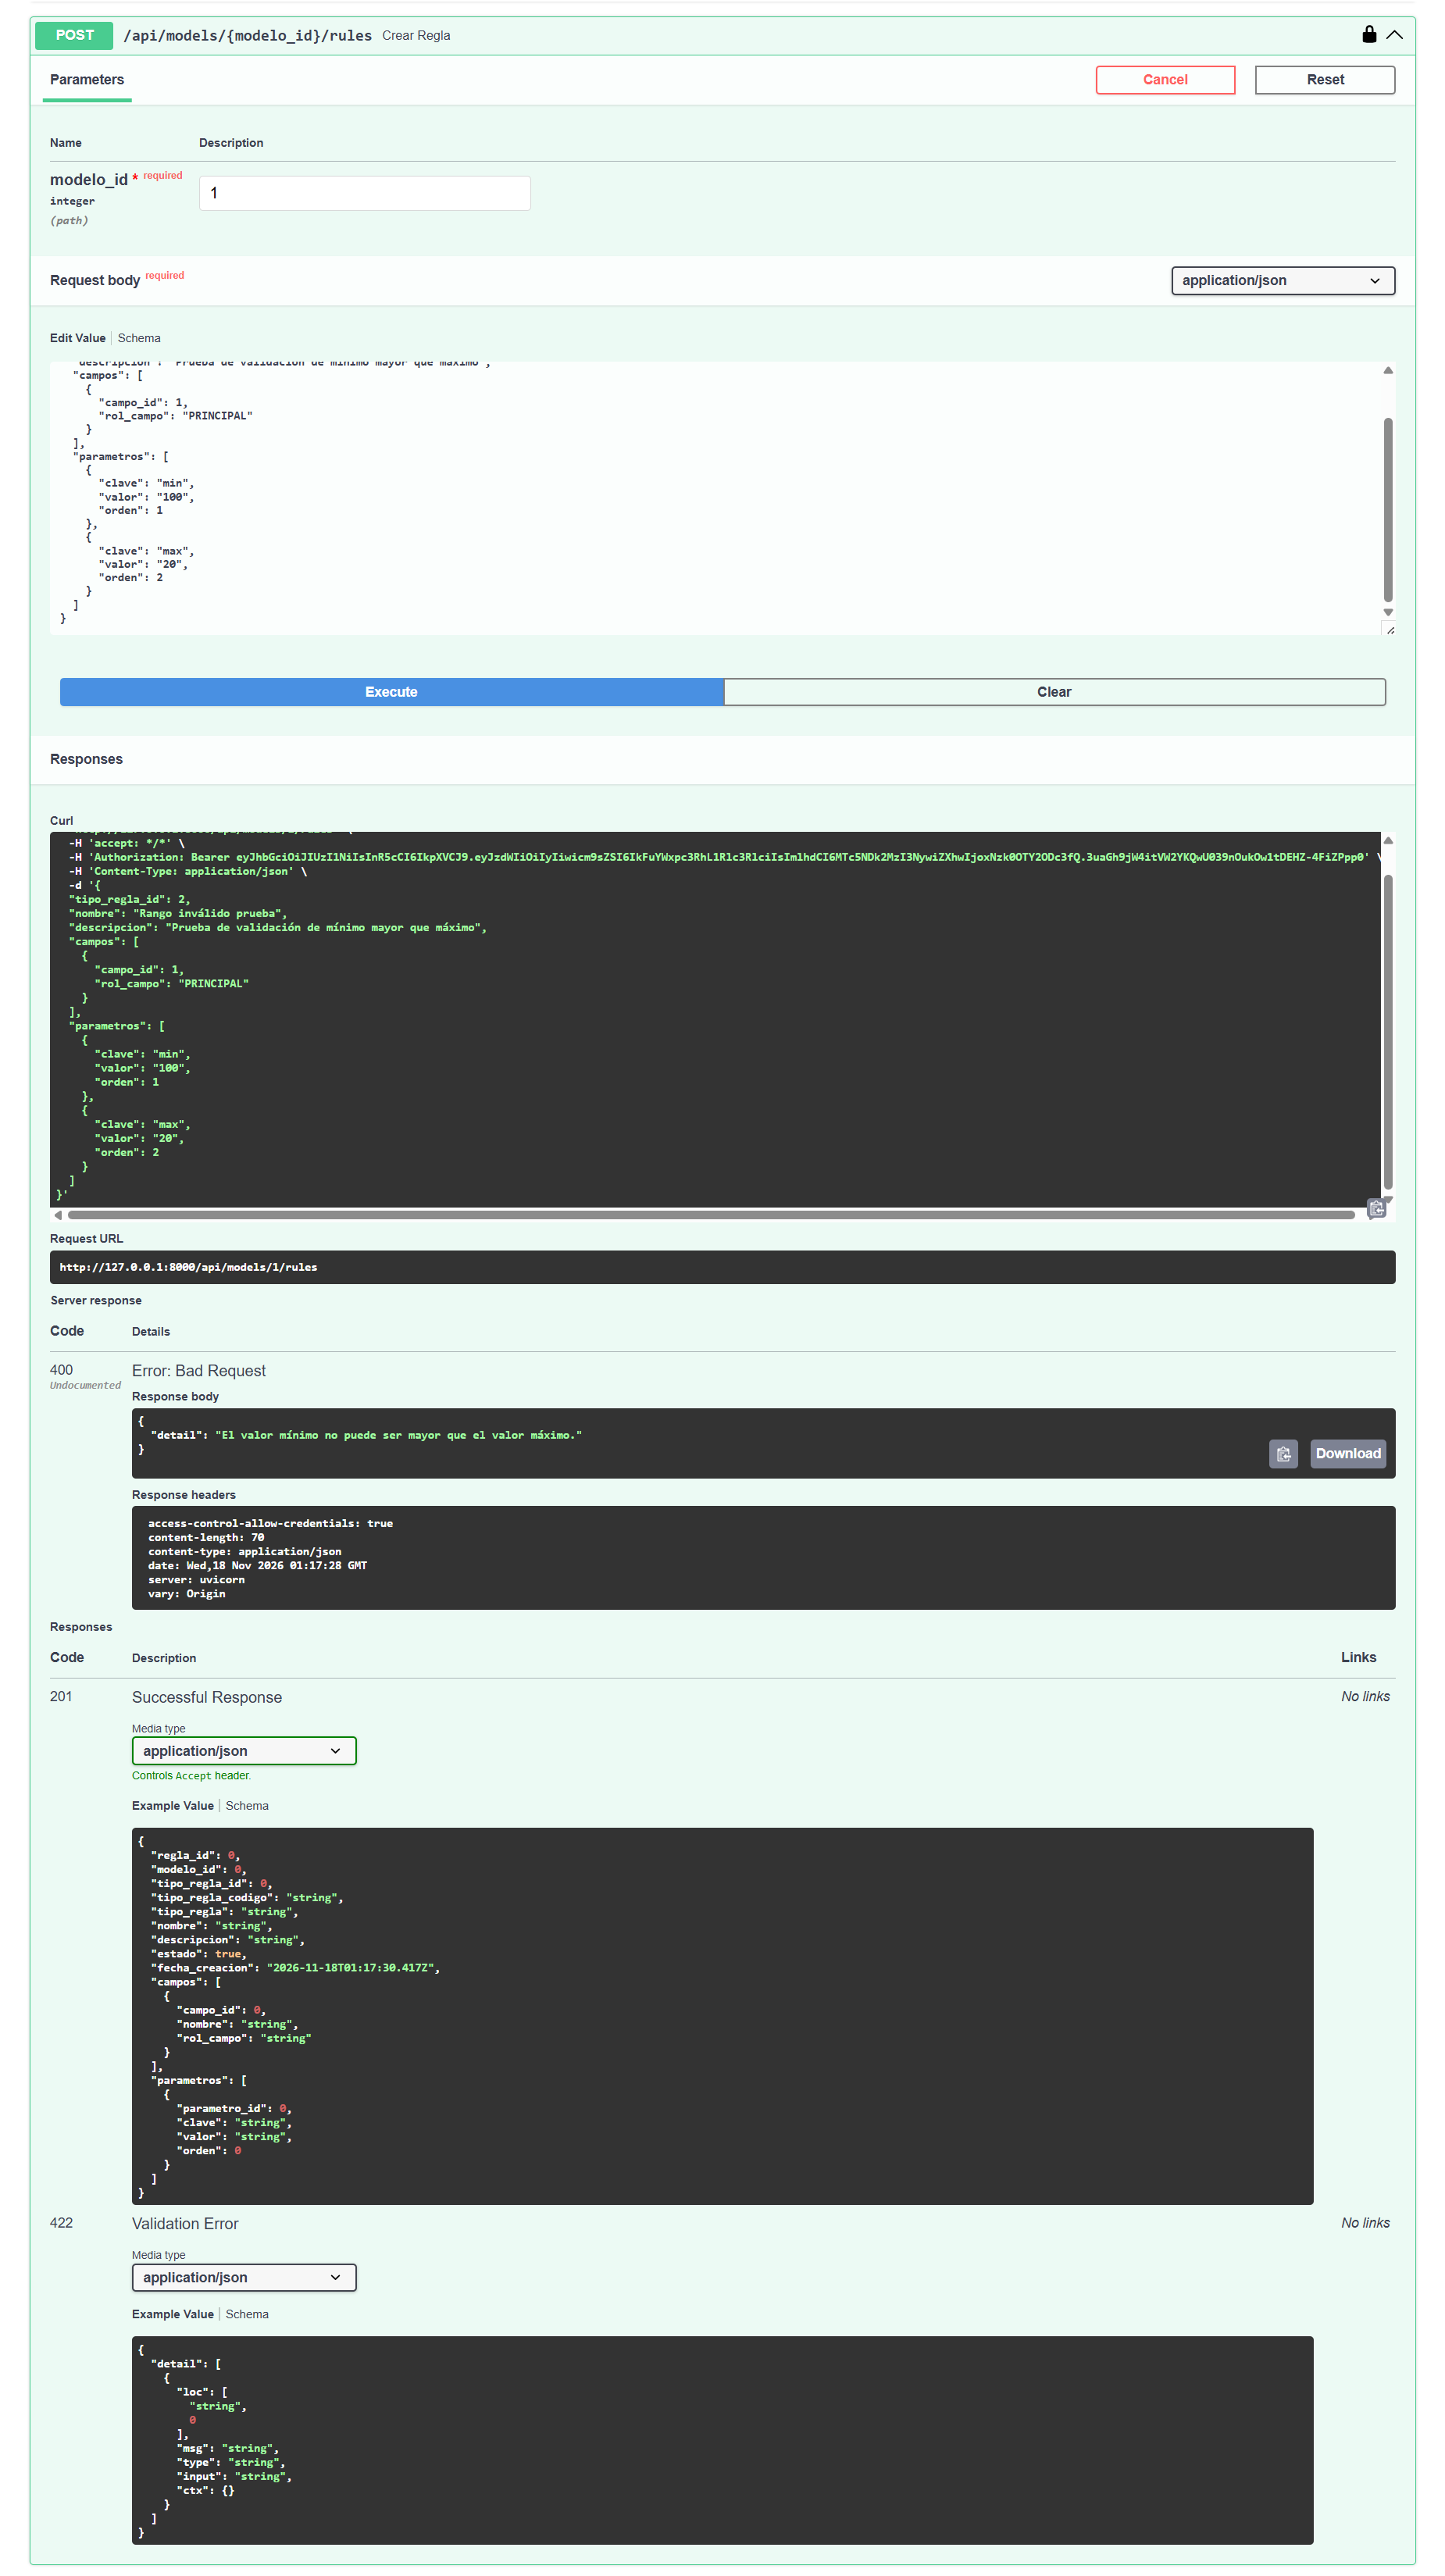 POST /api/models/{modelo_id}/rules Crear Regla
Parameters
Cancel
Reset
Name Description
modelo_id * required
integer
(path)
1
Request body required
application/json
Edit Value | Schema
"descripcion": "Prueba de validación de mínimo mayor que máximo",
"campos": [
{
"campo_id": 1,
"rol_campo": "PRINCIPAL"
}
],
"parametros": [
{
"clave": "min",
"valor": "100",
"orden": 1
},
{
"clave": "max",
"valor": "20",
"orden": 2
}
]
}
Execute
Clear
Responses
Curl
-H 'accept: */*' \
-H 'Authorization: Bearer \
-H 'Content-Type: application/json' \
-d '{
"tipo_regla_id": 2,
"nombre": "Rango inválido prueba",
"descripcion": "Prueba de validación de mínimo mayor que máximo",
"campos": [
{
"campo_id": 1,
"rol_campo": "PRINCIPAL"
}
],
"parametros": [
{
"clave": "min",
"valor": "100",
"orden": 1
},
{
"clave": "max",
"valor": "20",
"orden": 2
}
]
}'
Request URL
http://127.0.0.1:8000/api/models/1/rules
Server response
Code Details
400 Error: Bad Request
Undocumented
Response body
{
"detail": "El valor mínimo no puede ser mayor que el valor máximo."
}
Download
Response headers
access-control-allow-credentials: true
content-length: 70
content-type: application/json
date: Wed,18 Nov 2026 01:17:28 GMT
server: uvicorn
vary: Origin
Responses
Code Description Links
201 Successful Response No links
Media type
application/json
Controls Accept header.
Example Value | Schema
{
"regla_id": 0,
"modelo_id": 0,
"tipo_regla_id": 0,
"tipo_regla_codigo": "string",
"tipo_regla": "string",
"nombre": "string",
"descripcion": "string",
"estado": true,
"fecha_creacion": "2026-11-18T01:17:30.417Z",
"campos": [
{
"campo_id": 0,
"nombre": "string",
"rol_campo": "string"
}
],
"parametros": [
{
"parametro_id": 0,
"clave": "string",
"valor": "string",
"orden": 0
}
]
}
422 Validation Error No links
Media type
application/json
Example Value | Schema
{
"detail": [
{
"loc": [
"string",
0
],
"msg": "string",
"type": "string",
"input": "string",
"ctx": {}
}
]
}